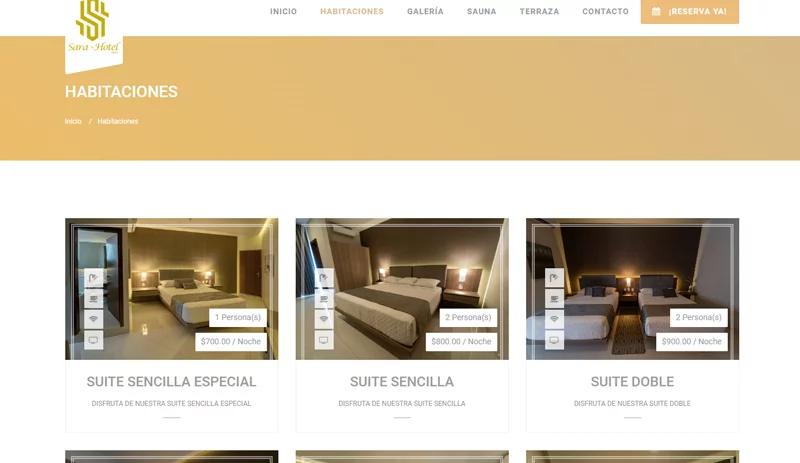 INICIO
HABITACIONES
GALERÍA
SAUNA
TERRAZA
CONTACTO
¡RESERVA YA!
Sara - Hotel
HABITACIONES
Inicio / Habitaciones
1 Persona(s)
$700.00 / Noche
SUITE SENCILLA ESPECIAL
DISFRUTA DE NUESTRA SUITE SENCILLA ESPECIAL
2 Persona(s)
$800.00 / Noche
SUITE SENCILLA
DISFRUTA DE NUESTRA SUITE SENCILLA
2 Persona(s)
$900.00 / Noche
SUITE DOBLE
DISFRUTA DE NUESTRA SUITE DOBLE